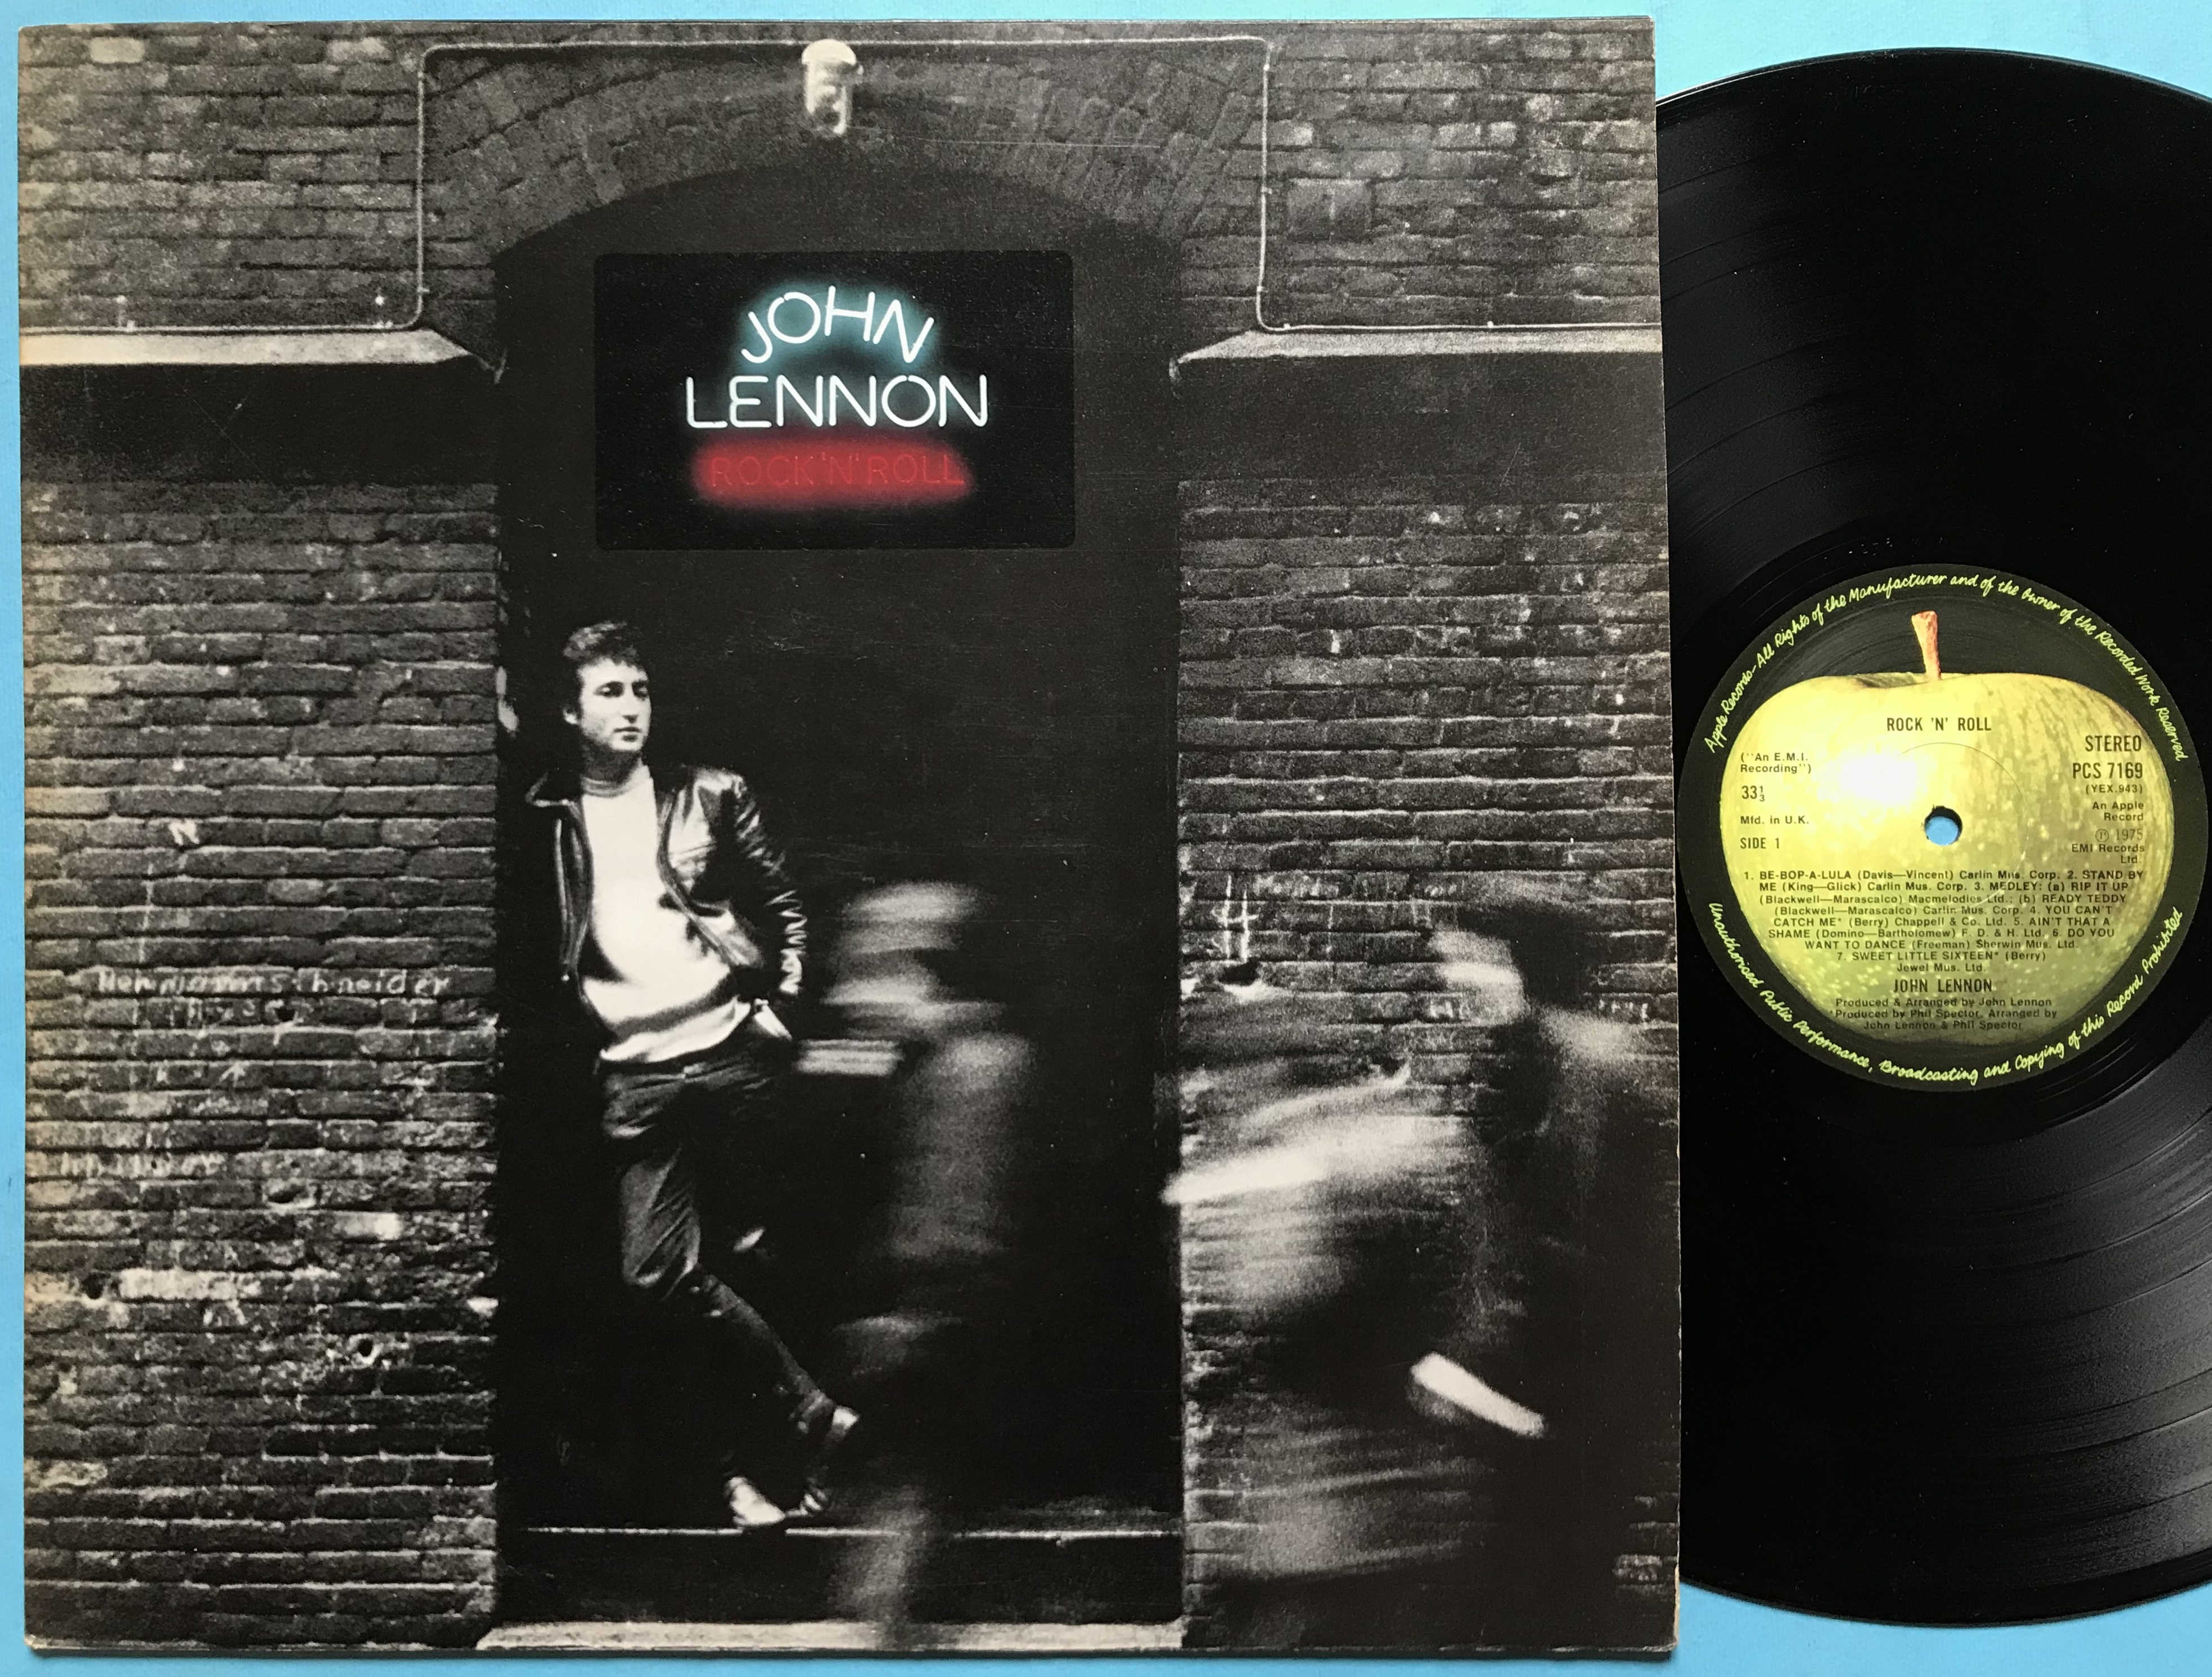 JOHN
LENNON
ROCK 'N' ROLL
Hermannschneider
Apple Records-All Rights of the Manufacturer and of the Owner of the Recorded Work Reserved
ROCK 'N' ROLL
(''An E.M.I.
Recording'')
33⅓
Mfd. in U.K.
SIDE 1
STEREO
PCS 7169
(YEX.943)
An Apple
Record
℗ 1975
EMI Records
Ltd.
1. BE-BOP-A-LULA (Davis—Vincent) Carlin Mus. Corp. 2. STAND BY
ME (King—Glick) Carlin Mus. Corp. 3. MEDLEY: (a) RIP IT UP
(Blackwell—Marascalco) Macmelodies Ltd.; (b) READY TEDDY
(Blackwell—Marascalco) Carlin Mus. Corp. 4. YOU CAN'T
CATCH ME* (Berry) Chappell & Co. Ltd. 5. AIN'T THAT A
SHAME (Domino—Bartholomew) F. D. & H. Ltd. 6. DO YOU
WANT TO DANCE (Freeman) Sherwin Mus. Ltd.
7. SWEET LITTLE SIXTEEN* (Berry)
Jewel Mus. Ltd.
JOHN LENNON
Produced & Arranged by John Lennon
*Produced by Phil Spector, Arranged by
John Lennon & Phil Spector
Unauthorised Public Performance, Broadcasting and Copying of this Record Prohibited